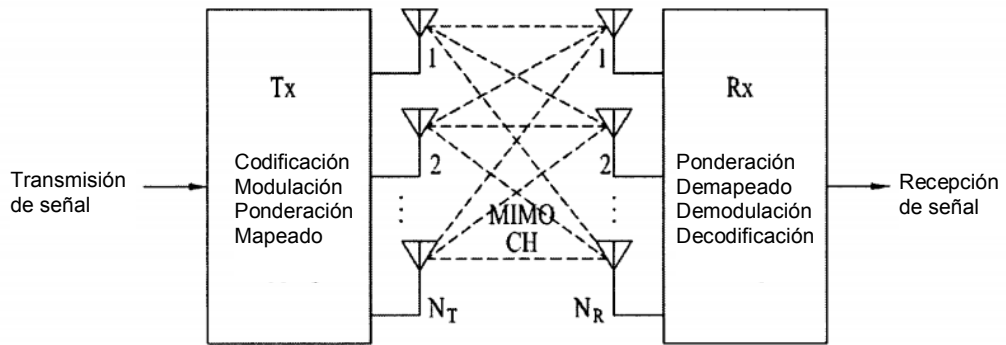 Tx
Codificación
Modulación
Ponderación
Mapeado
Transmisión
de señal
1
2
⋮
N_T
MIMO
CH
1
2
⋮
N_R
Rx
Ponderación
Demapeado
Demodulación
Decodificación
Recepción
de señal